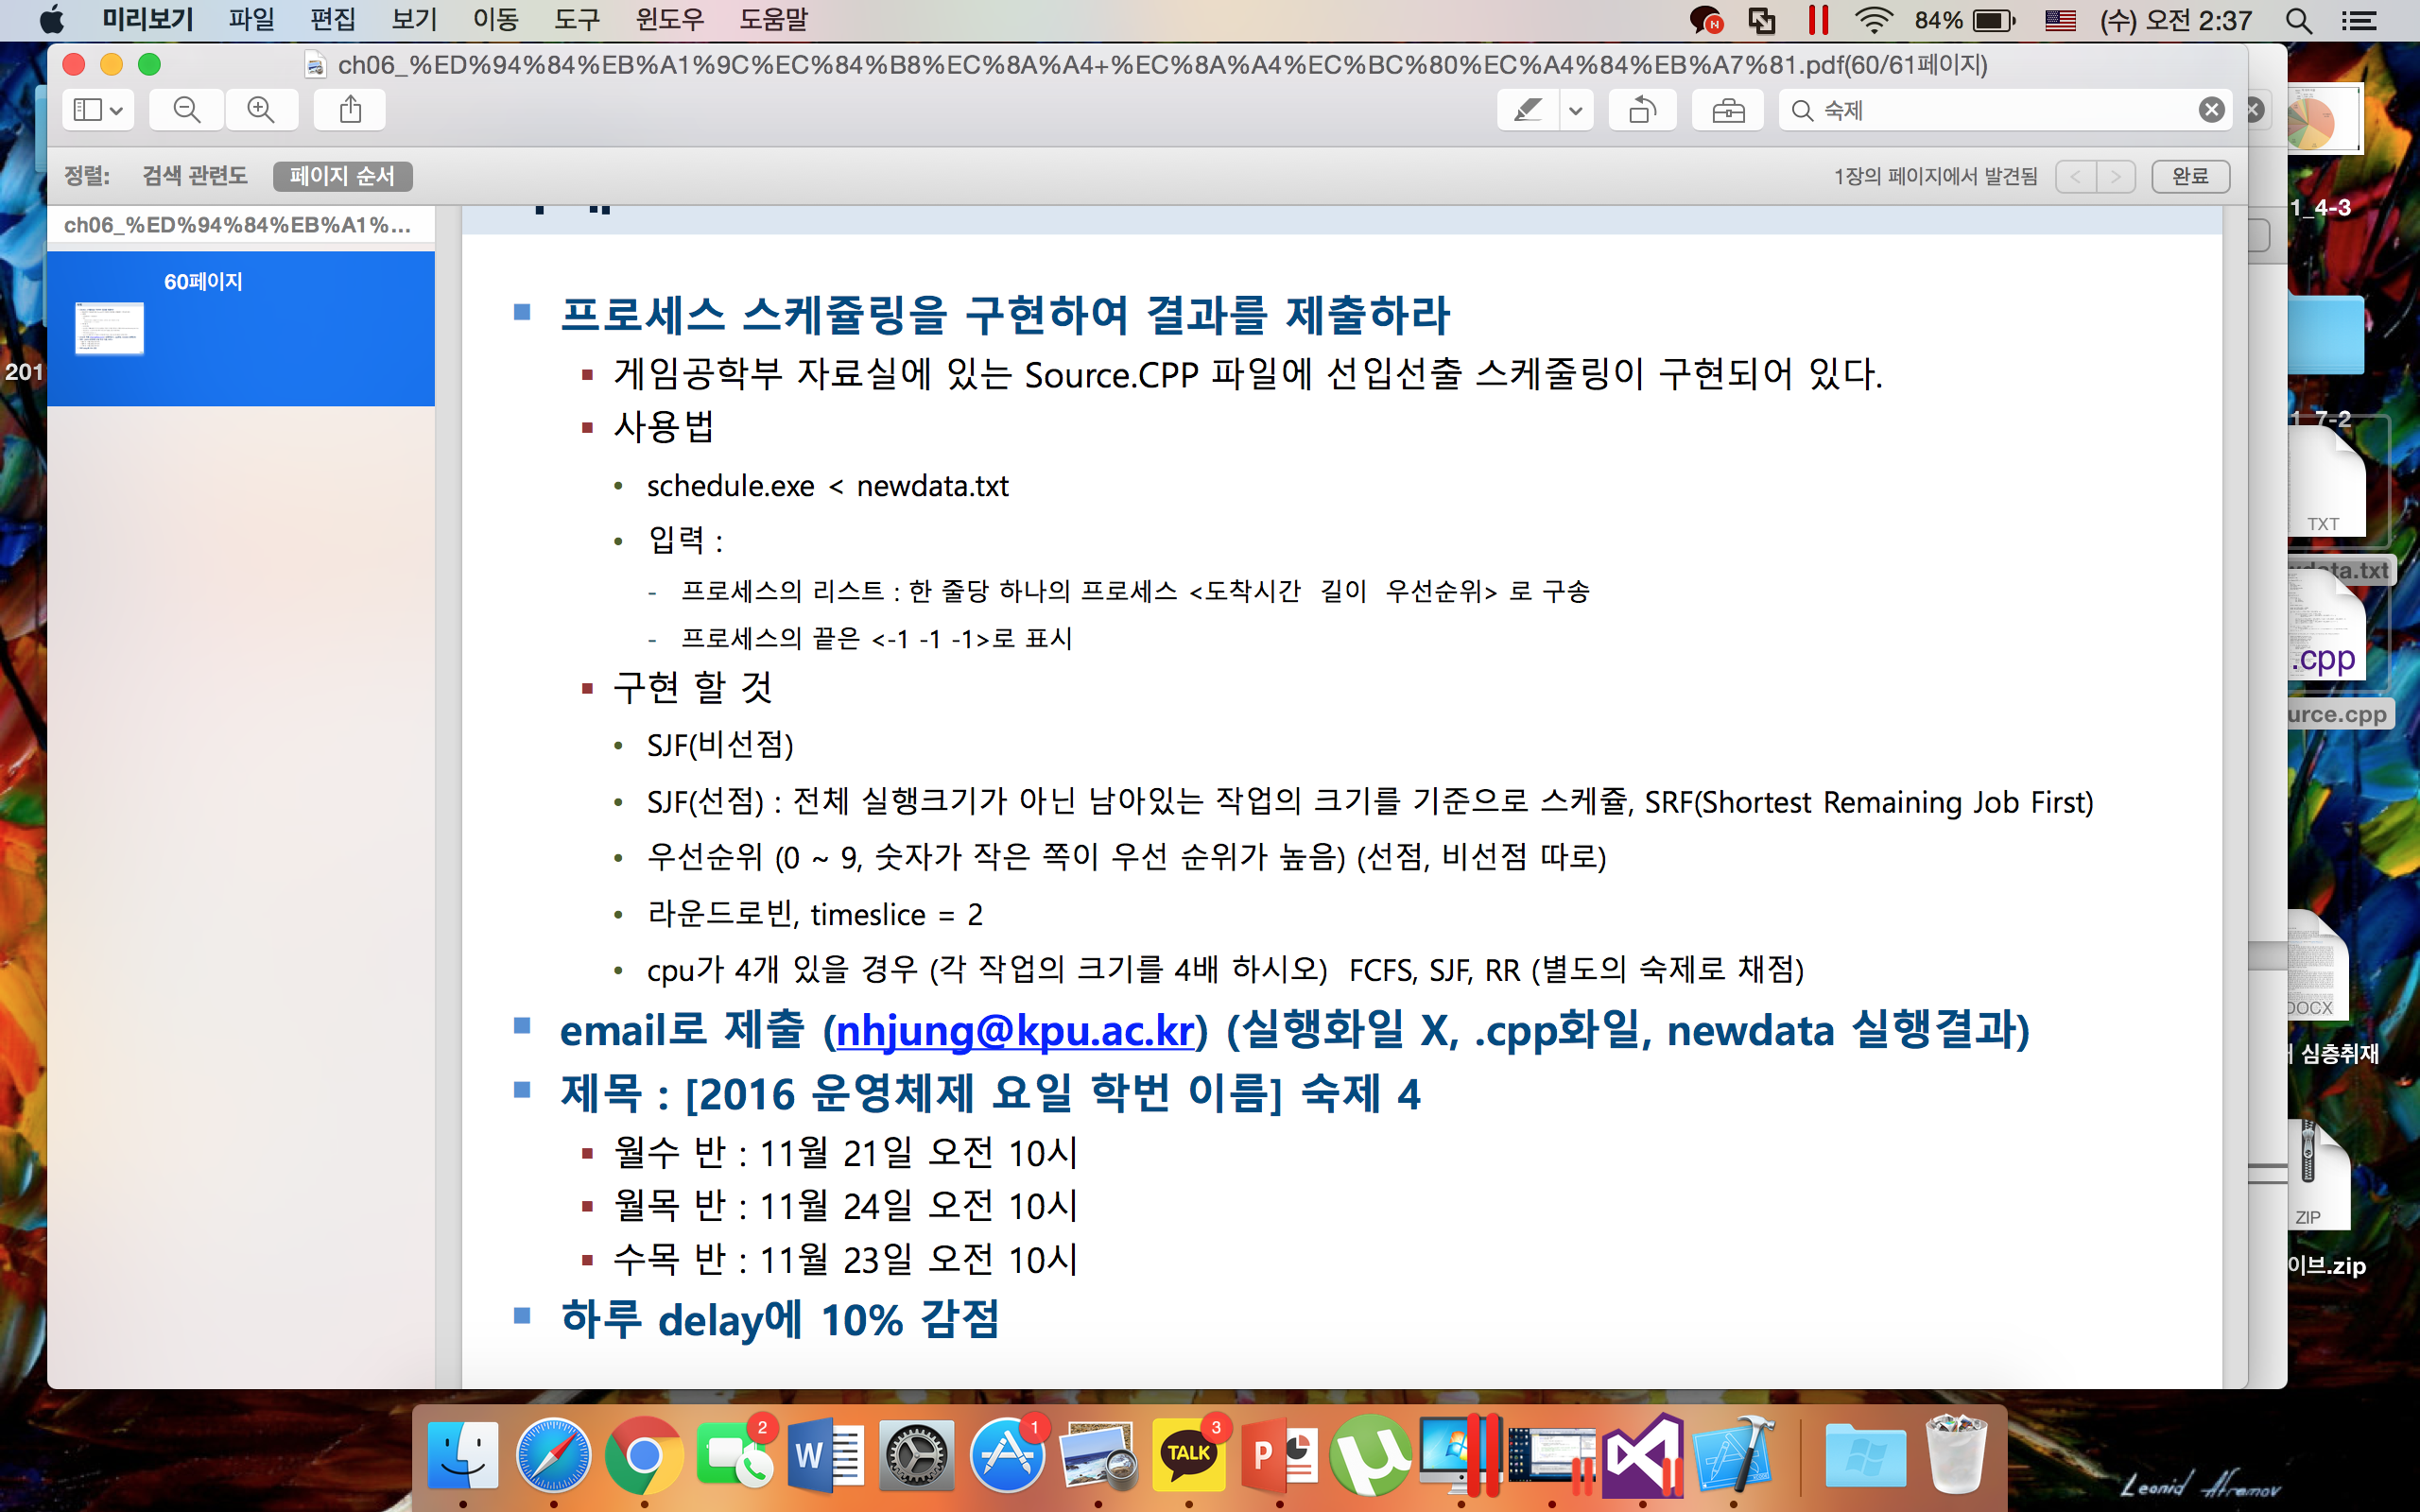 미리보기 파일 편집 보기 이동 도구 윈도우 도움말 84% (수) 오전 2:37
ch06_%ED%94%84%EB%A1%9C%EC%84%B8%EC%8A%A4+%EC%8A%A4%EC%BC%80%EC%A4%84%EB%A7%81.pdf(60/61페이지)
숙제
정렬: 검색 관련도 페이지 순서 1장의 페이지에서 발견됨 < > 완료
ch06_%ED%94%84%EB%A1%...
60페이지
프로세스 스케쥴링을 구현하여 결과를 제출하라
게임공학부 자료실에 있는 Source.CPP 파일에 선입선출 스케줄링이 구현되어 있다.
사용법
schedule.exe < newdata.txt
입력 :
- 프로세스의 리스트 : 한 줄당 하나의 프로세스 <도착시간 길이 우선순위> 로 구송
- 프로세스의 끝은 <-1 -1 -1>로 표시
구현 할 것
SJF(비선점)
SJF(선점) : 전체 실행크기가 아닌 남아있는 작업의 크기를 기준으로 스케쥴, SRF(Shortest Remaining Job First)
우선순위 (0 ~ 9, 숫자가 작은 쪽이 우선 순위가 높음) (선점, 비선점 따로)
라운드로빈, timeslice = 2
cpu가 4개 있을 경우 (각 작업의 크기를 4배 하시오) FCFS, SJF, RR (별도의 숙제로 채점)
email로 제출 (nhjung@kpu.ac.kr) (실행화일 X, .cpp화일, newdata 실행결과)
제목 : [2016 운영체제 요일 학번 이름] 숙제 4
월수 반 : 11월 21일 오전 10시
월목 반 : 11월 24일 오전 10시
수목 반 : 11월 23일 오전 10시
하루 delay에 10% 감점
201
1_4-3
1_7-2
TXT
data.txt
.cpp
urce.cpp
DOCX
심층취재
ZIP
이브.zip
2
W
1
TALK
3
P
Leonid Afremov